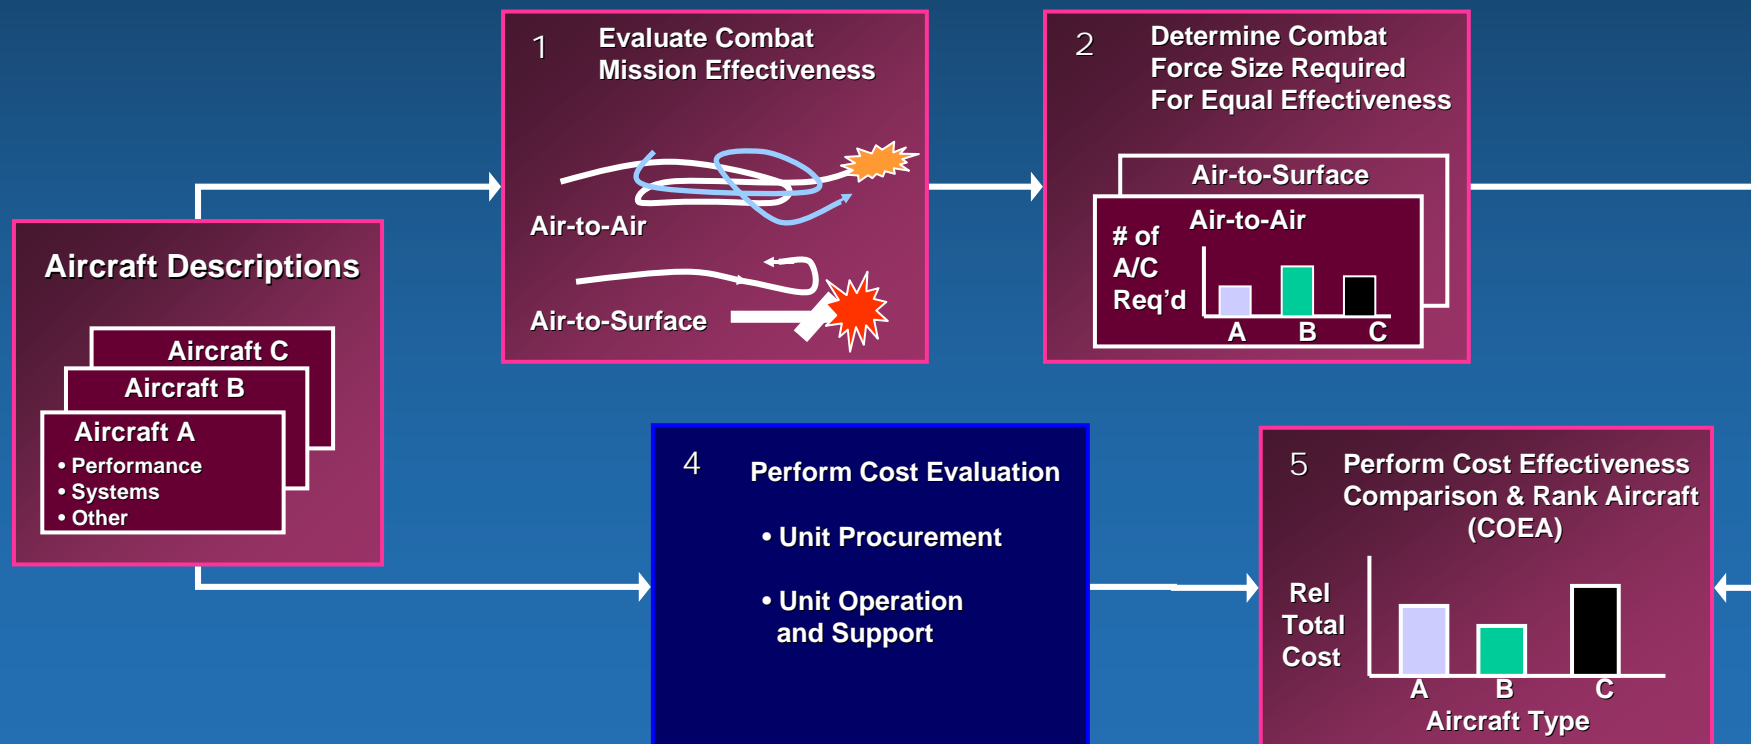 Aircraft Descriptions
Aircraft C
Aircraft B
Aircraft A
• Performance
• Systems
• Other
1
Evaluate Combat
Mission Effectiveness
Air-to-Air
Air-to-Surface
2
Determine Combat
Force Size Required
For Equal Effectiveness
Air-to-Surface
Air-to-Air
# of
A/C
Req’d
A B C
4
Perform Cost Evaluation
• Unit Procurement
• Unit Operation
and Support
5
Perform Cost Effectiveness
Comparison & Rank Aircraft
(COEA)
Rel
Total
Cost
A B C
Aircraft Type